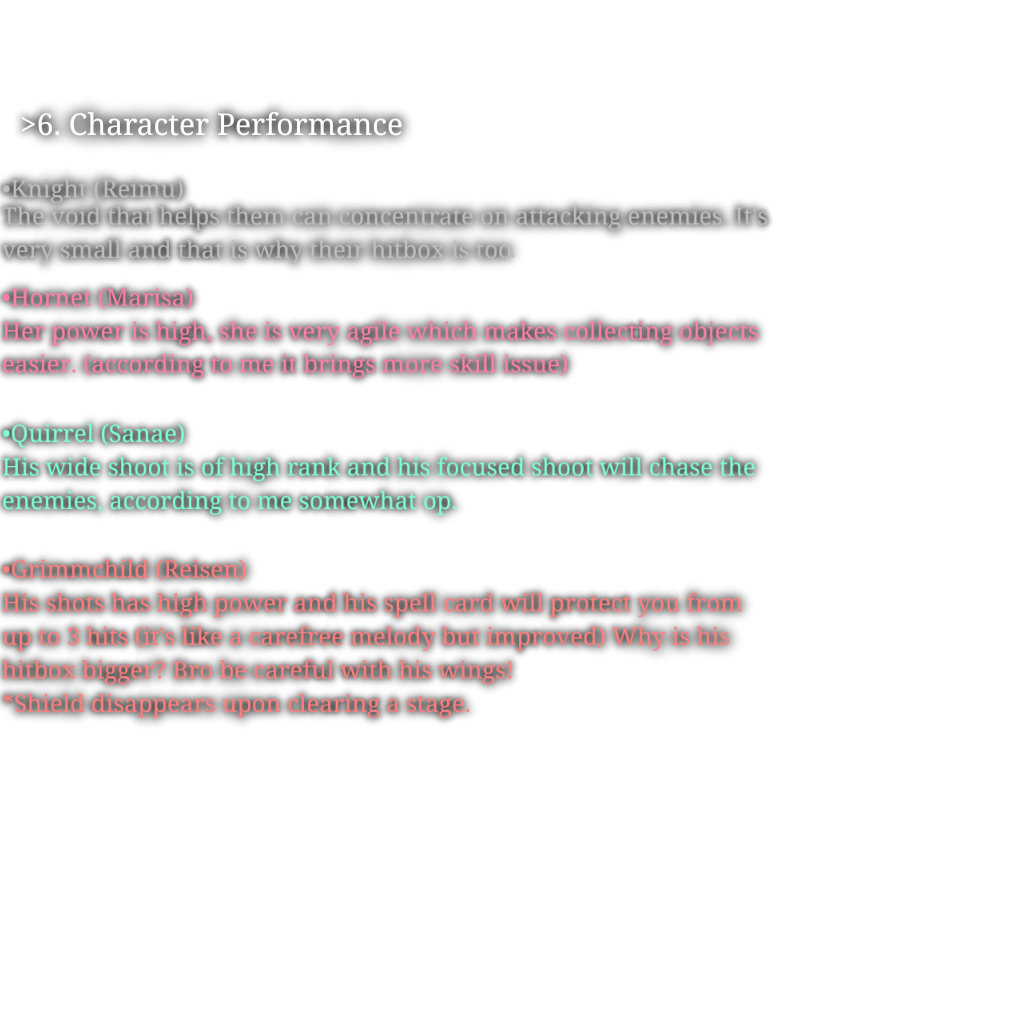 >6. Character Performance
•Knight (Reimu)
The void that helps them can concentrate on attacking enemies. It's
very small and that is why their hitbox is too.
•Hornet (Marisa)
Her power is high, she is very agile which makes collecting objects
easier. (according to me it brings more skill issue)
•Quirrel (Sanae)
His wide shoot is of high rank and his focused shoot will chase the
enemies, according to me somewhat op.
•Grimmchild (Reisen)
His shots has high power and his spell card will protect you from
up to 3 hits (it's like a carefree melody but improved) Why is his
hitbox bigger? Bro be careful with his wings!
*Shield disappears upon clearing a stage.